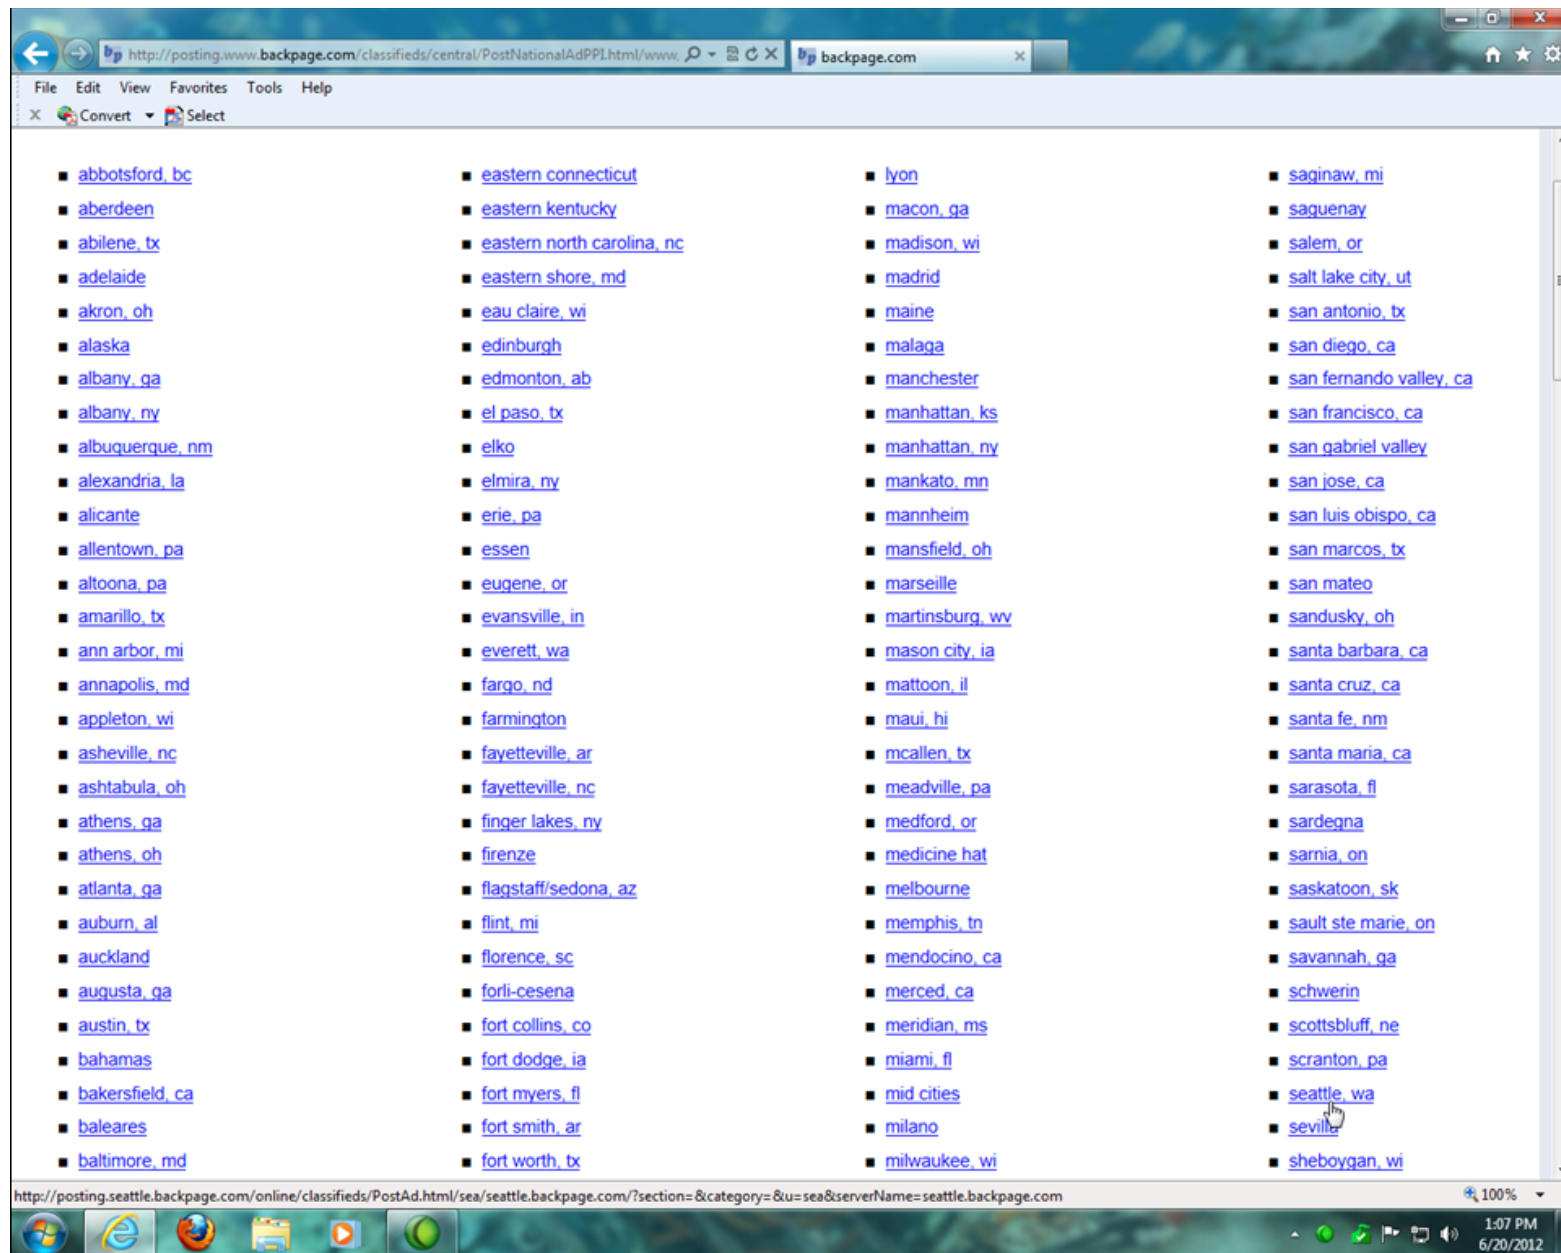 http://posting.www.backpage.com/classifieds/central/PostNationalAdPPI.html/www.
backpage.com
File Edit View Favorites Tools Help
Convert Select
abbotsford, bc
aberdeen
abilene, tx
adelaide
akron, oh
alaska
albany, ga
albany, ny
albuquerque, nm
alexandria, la
alicante
allentown, pa
altoona, pa
amarillo, tx
ann arbor, mi
annapolis, md
appleton, wi
asheville, nc
ashtabula, oh
athens, ga
athens, oh
atlanta, ga
auburn, al
auckland
augusta, ga
austin, tx
bahamas
bakersfield, ca
baleares
baltimore, md
eastern connecticut
eastern kentucky
eastern north carolina, nc
eastern shore, md
eau claire, wi
edinburgh
edmonton, ab
el paso, tx
elko
elmira, ny
erie, pa
essen
eugene, or
evansville, in
everett, wa
fargo, nd
farmington
fayetteville, ar
fayetteville, nc
finger lakes, ny
firenze
flagstaff/sedona, az
flint, mi
florence, sc
forli-cesena
fort collins, co
fort dodge, ia
fort myers, fl
fort smith, ar
fort worth, tx
lyon
macon, ga
madison, wi
madrid
maine
malaga
manchester
manhattan, ks
manhattan, ny
mankato, mn
mannheim
mansfield, oh
marseille
martinsburg, wv
mason city, ia
mattoon, il
maui, hi
mcallen, tx
meadville, pa
medford, or
medicine hat
melbourne
memphis, tn
mendocino, ca
merced, ca
meridian, ms
miami, fl
mid cities
milano
milwaukee, wi
saginaw, mi
saguenay
salem, or
salt lake city, ut
san antonio, tx
san diego, ca
san fernando valley, ca
san francisco, ca
san gabriel valley
san jose, ca
san luis obispo, ca
san marcos, tx
san mateo
sandusky, oh
santa barbara, ca
santa cruz, ca
santa fe, nm
santa maria, ca
sarasota, fl
sardegna
sarnia, on
saskatoon, sk
sault ste marie, on
savannah, ga
schwerin
scottsbluff, ne
scranton, pa
seattle, wa
sevilla
sheboygan, wi
http://posting.seattle.backpage.com/online/classifieds/PostAd.html/sea/seattle.backpage.com/?section=&category=&u=sea&serverName=seattle.backpage.com
100%
1:07 PM
6/20/2012